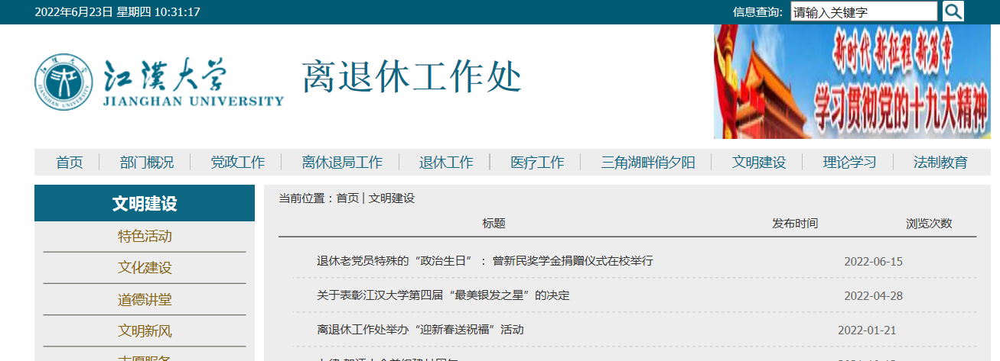 2022年6月23日 星期四 10:31:17
信息查询:
请输入关键字
江漢大学
JIANGHAN UNIVERSITY
离退休工作处
新时代 新征程 新篇章
学习贯彻党的十九大精神
首页
部门概况
党政工作
离休退局工作
退休工作
医疗工作
三角湖畔俏夕阳
文明建设
理论学习
法制教育
文明建设
特色活动
文化建设
道德讲堂
文明新风
当前位置：首页 | 文明建设
标题 发布时间 浏览次数
退休老党员特殊的“政治生日”：曾新民奖学金捐赠仪式在校举行 2022-06-15
关于表彰江汉大学第四届“最美银发之星”的决定 2022-04-28
离退休工作处举办“迎新春送祝福”活动 2022-01-21